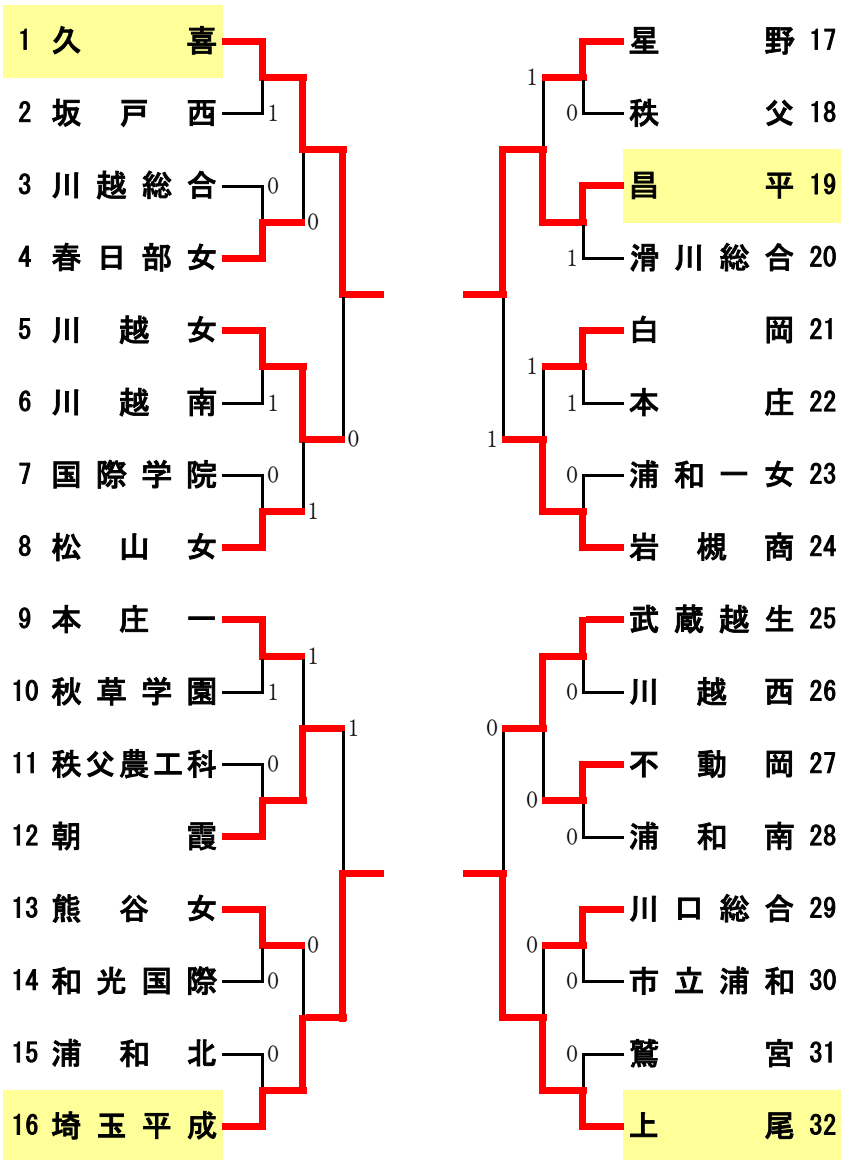 1 久喜
2 坂戸西
1
3 川越総合
0
0
4 春日部女
5 川越女
6 川越南
1
0
7 国際学院
0
1
8 松山女
9 本庄一
1
10 秋草学園
1
1
11 秩父農工科
0
12 朝霞
13 熊谷女
0
14 和光国際
0
15 浦和北
0
16 埼玉平成
星野 17
1
0
秩父 18
昌平 19
1
滑川総合 20
白岡 21
1
1
本庄 22
1
0
浦和一女 23
岩槻商 24
武蔵越生 25
0
川越西 26
0
不動岡 27
0
0
浦和南 28
川口総合 29
0
0
市立浦和 30
0
鷲宮 31
上尾 32